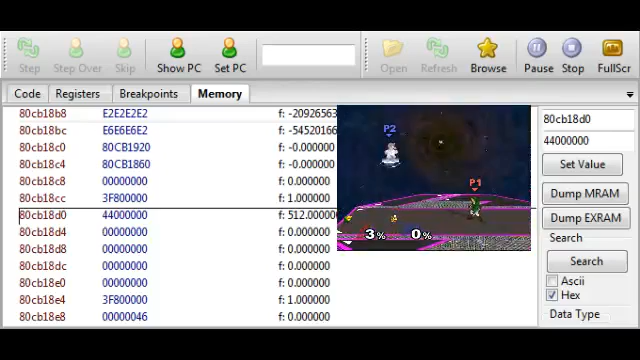 Step Step Over Skip Show PC Set PC Open Refresh Browse Pause Stop FullScr
Code Registers Breakpoints Memory
80cb18b8 E2E2E2E2 f: -20926563
80cb18bc E6E6E6E2 f: -54520166
80cb18c0 80CB1920 f: -0.000000
80cb18c4 80CB1860 f: -0.000000
80cb18c8 00000000 f: 0.000000
80cb18cc 3F800000 f: 1.000000
80cb18d0 44000000 f: 512.00000
80cb18d4 00000000 f: 0.000000
80cb18d8 00000000 f: 0.000000
80cb18dc 00000000 f: 0.000000
80cb18e0 00000000 f: 0.000000
80cb18e4 3F800000 f: 1.000000
80cb18e8 00000046 f: 0.000000
P2
P1
3% 0%
80cb18d0
44000000
Set Value
Dump MRAM
Dump EXRAM
Search
Search
Ascii
Hex
Data Type